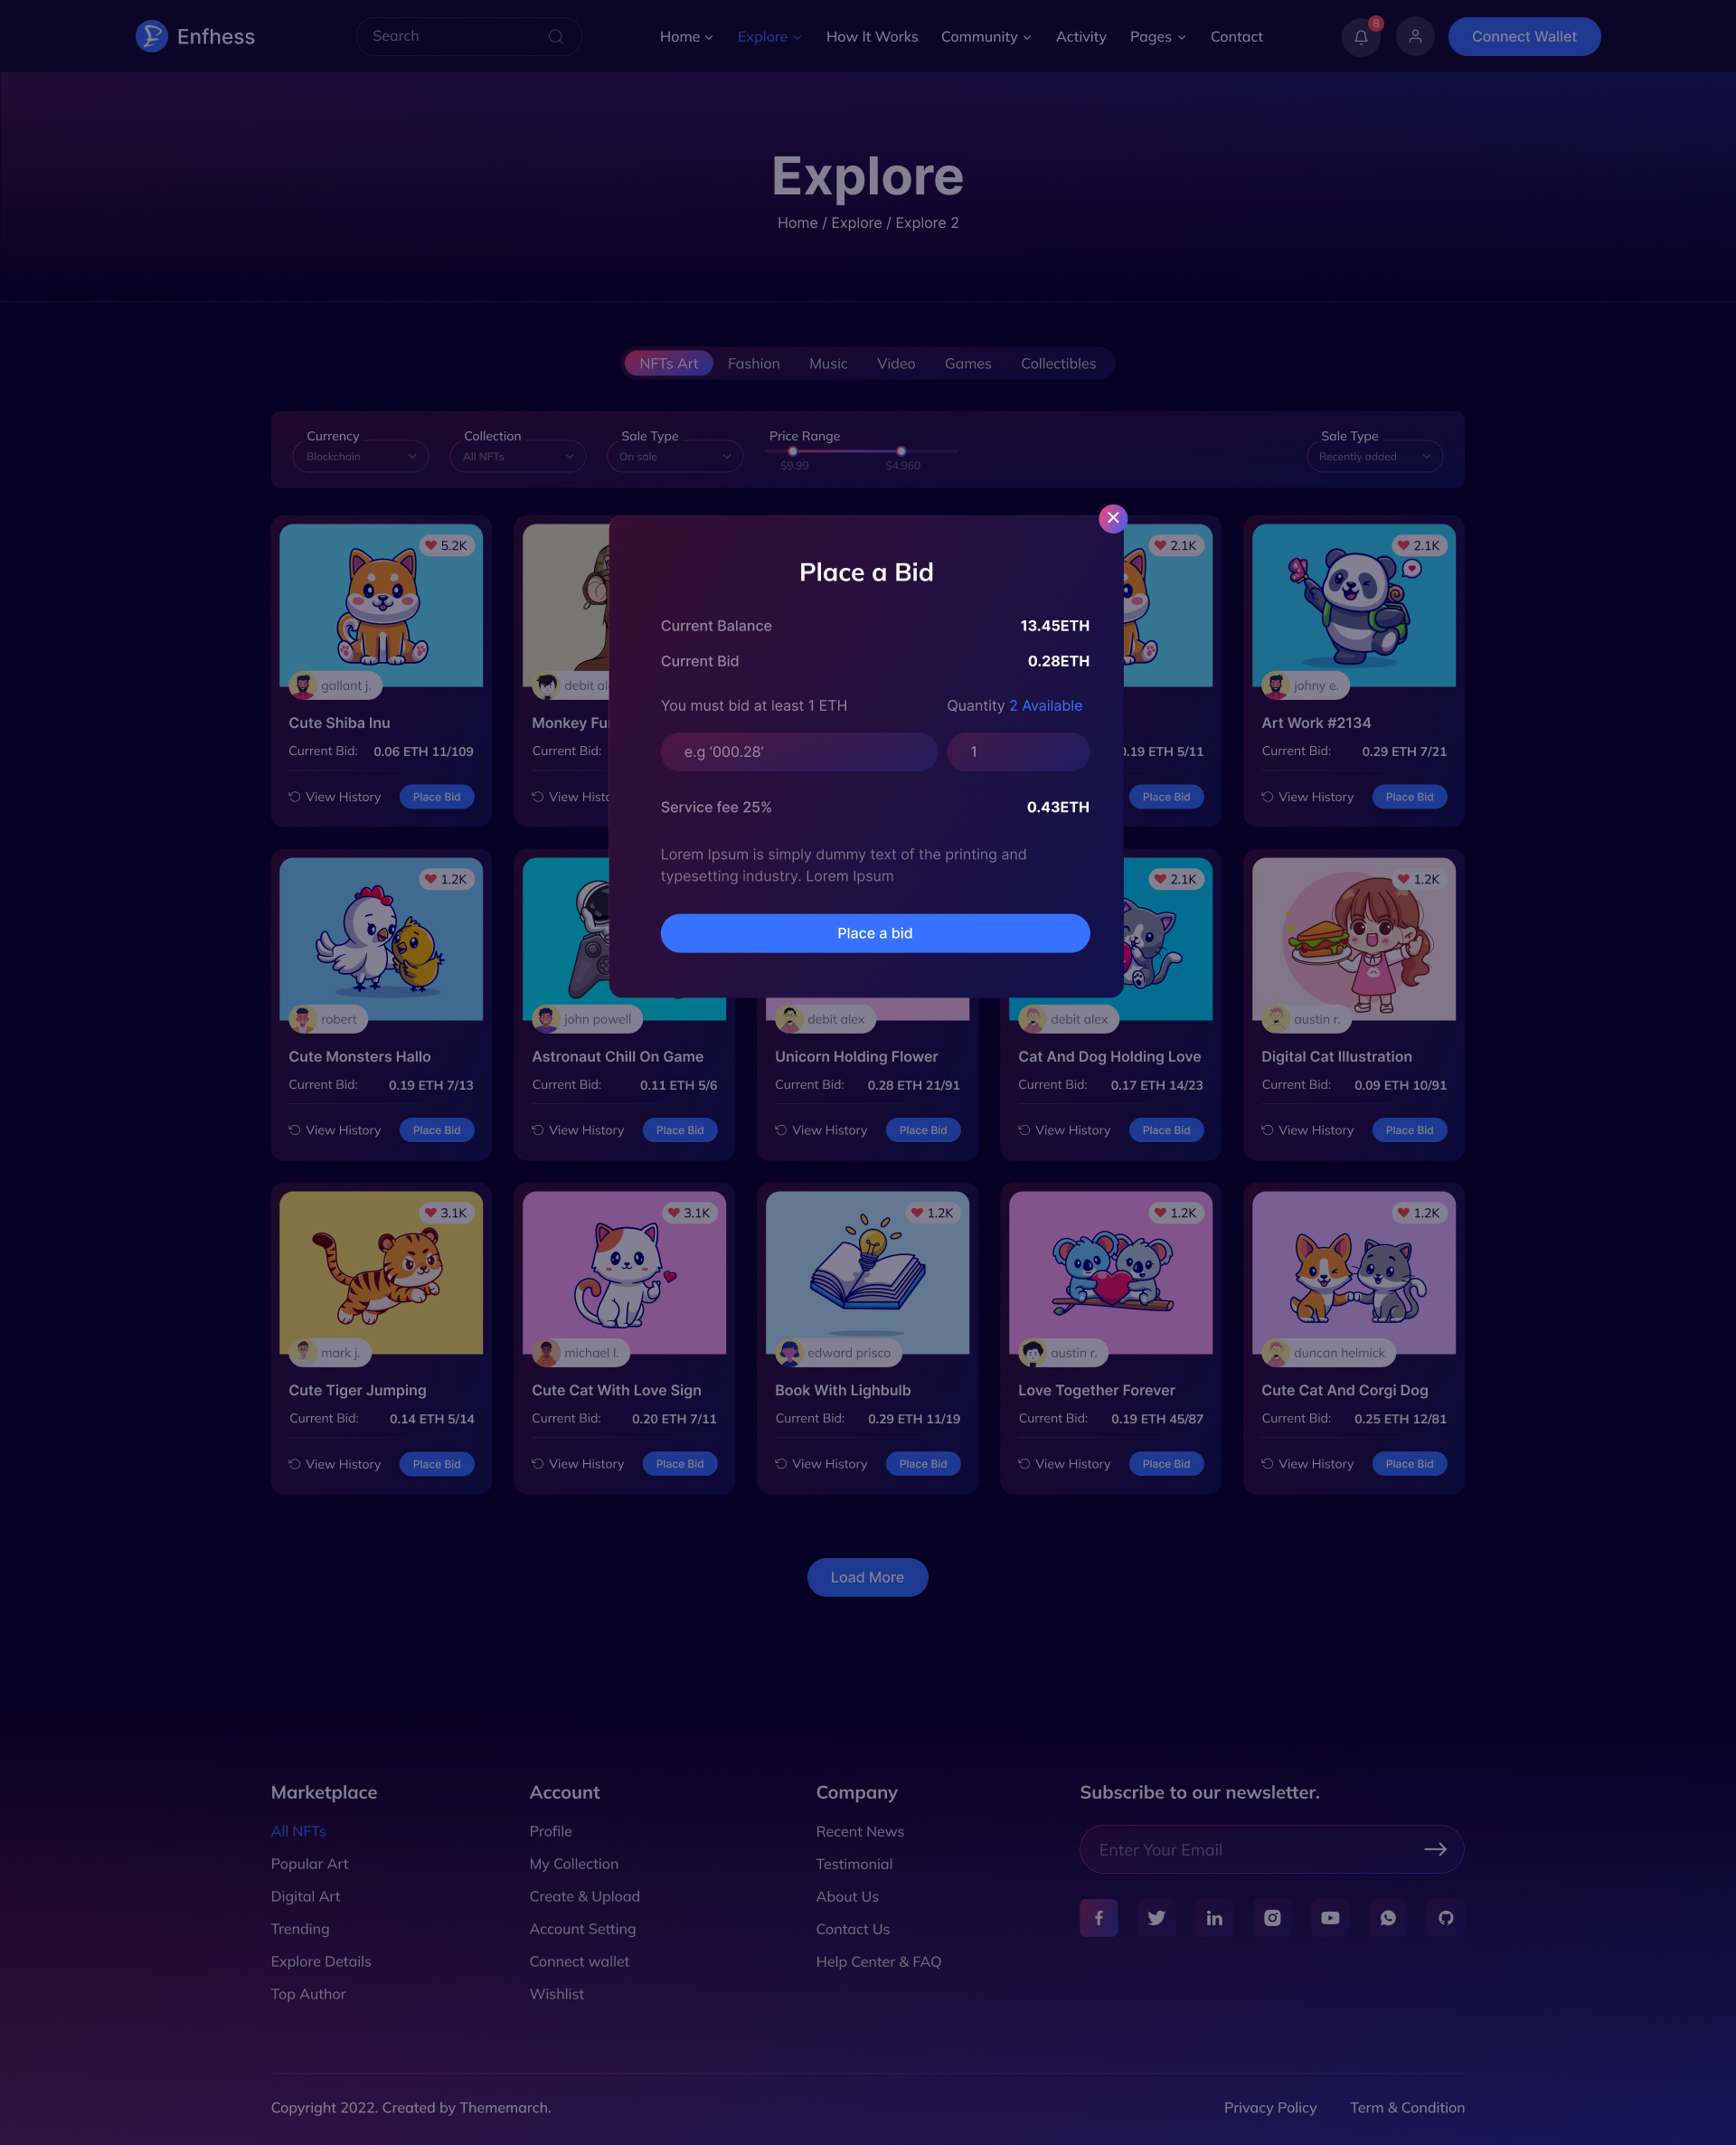 Enfhess
Search
Home
Explore
How It Works
Community
Activity
Pages
Contact
8
Connect Wallet
Explore
Home / Explore / Explore 2
NFTs Art
Fashion
Music
Video
Games
Collectibles
Currency
Blockchain
Collection
All NFTs
Sale Type
On sale
Price Range
$9.99
$4.960
Sale Type
Recently added
Place a Bid
Current Balance
13.45ETH
Current Bid
0.28ETH
You must bid at least 1 ETH
Quantity 2 Available
e.g ‘000.28’
1
Service fee 25%
0.43ETH
Lorem Ipsum is simply dummy text of the printing and
typesetting industry. Lorem Ipsum
Place a bid
5.2K
gallant j.
Cute Shiba Inu
Current Bid: 0.06 ETH 11/109
View History
Place Bid
debit al
Monkey Fu
Current Bid:
View Histo
2.1K
0.19 ETH 5/11
Place Bid
2.1K
johny e.
Art Work #2134
Current Bid: 0.29 ETH 7/21
View History
Place Bid
1.2K
robert
Cute Monsters Hallo
Current Bid: 0.19 ETH 7/13
View History
Place Bid
john powell
Astronaut Chill On Game
Current Bid: 0.11 ETH 5/6
View History
Place Bid
debit alex
Unicorn Holding Flower
Current Bid: 0.28 ETH 21/91
View History
Place Bid
2.1K
debit alex
Cat And Dog Holding Love
Current Bid: 0.17 ETH 14/23
View History
Place Bid
1.2K
austin r.
Digital Cat Illustration
Current Bid: 0.09 ETH 10/91
View History
Place Bid
3.1K
mark j.
Cute Tiger Jumping
Current Bid: 0.14 ETH 5/14
View History
Place Bid
3.1K
michael l.
Cute Cat With Love Sign
Current Bid: 0.20 ETH 7/11
View History
Place Bid
1.2K
edward prisco
Book With Lighbulb
Current Bid: 0.29 ETH 11/19
View History
Place Bid
1.2K
austin r.
Love Together Forever
Current Bid: 0.19 ETH 45/87
View History
Place Bid
1.2K
duncan helmick
Cute Cat And Corgi Dog
Current Bid: 0.25 ETH 12/81
View History
Place Bid
Load More
Marketplace
All NFTs
Popular Art
Digital Art
Trending
Explore Details
Top Author
Account
Profile
My Collection
Create & Upload
Account Setting
Connect wallet
Wishlist
Company
Recent News
Testimonial
About Us
Contact Us
Help Center & FAQ
Subscribe to our newsletter.
Enter Your Email
Copyright 2022. Created by Thememarch.
Privacy Policy
Term & Condition